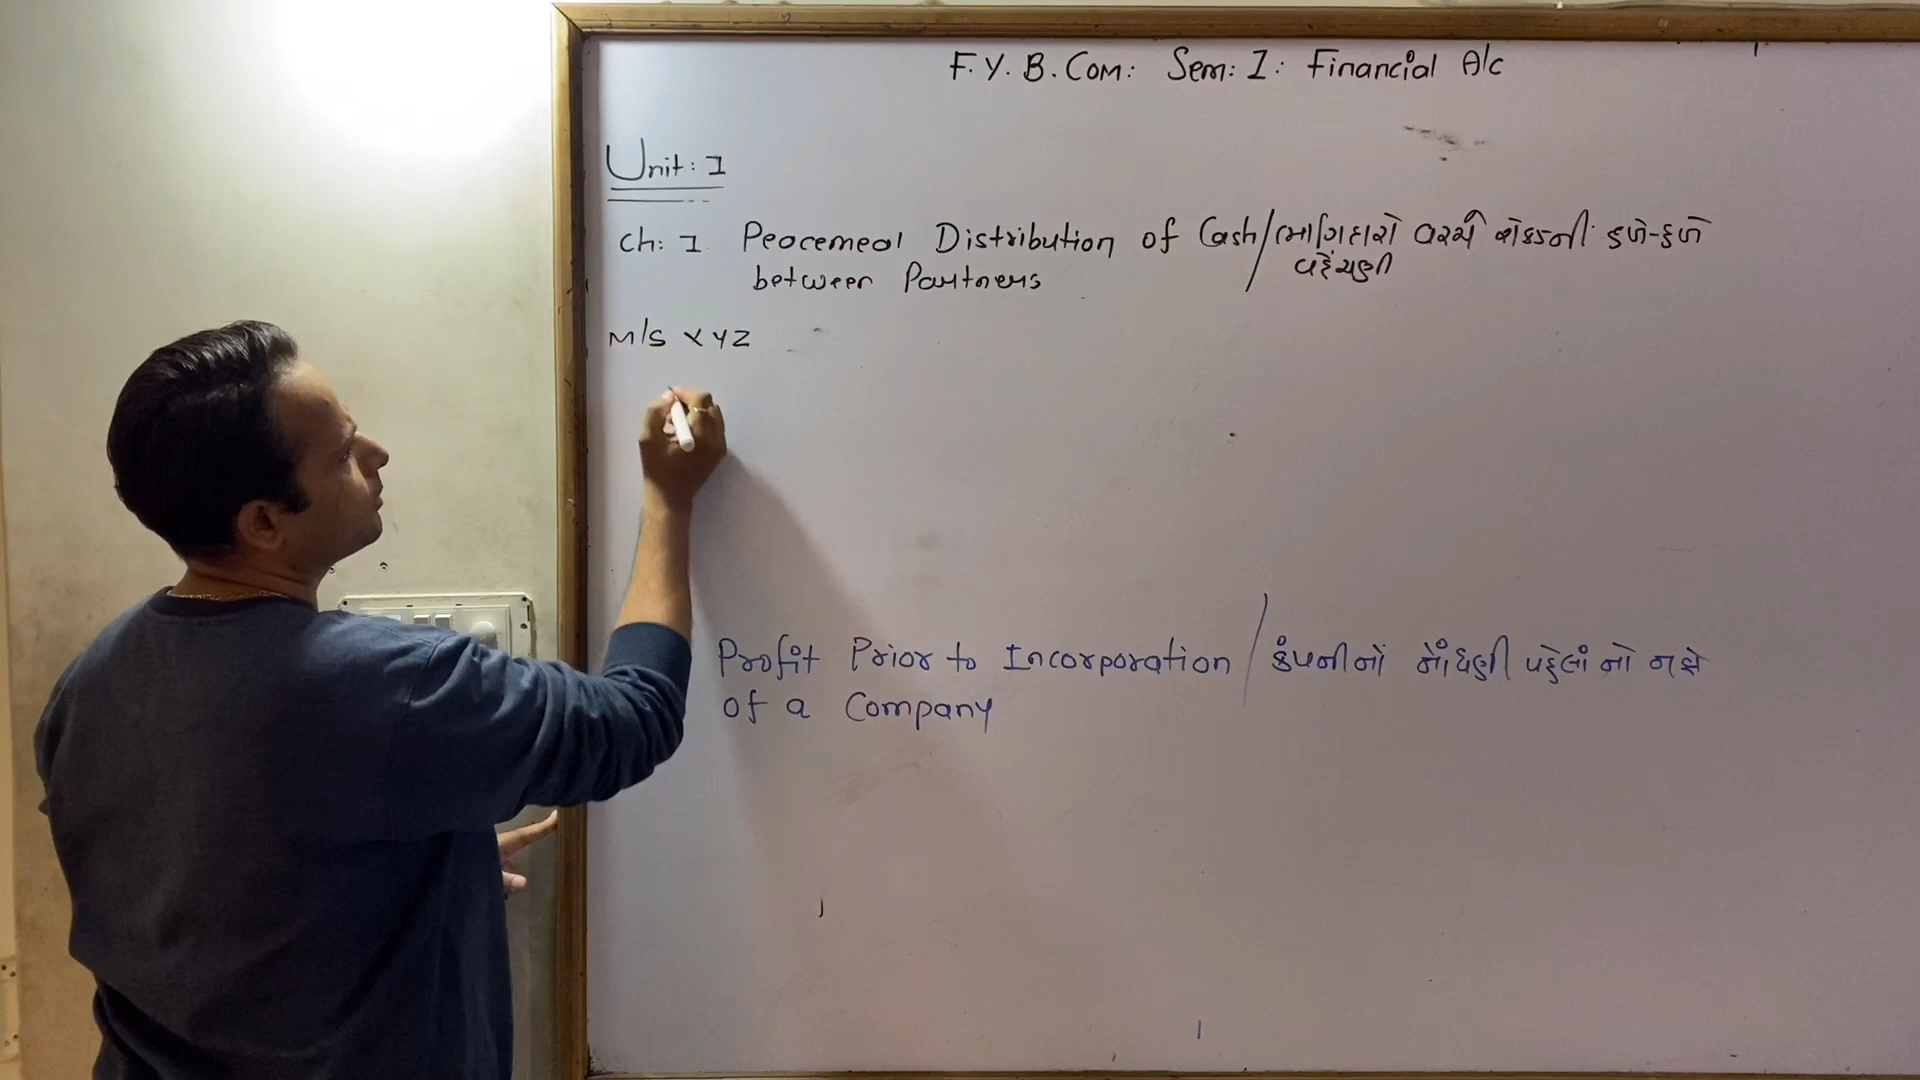 F.Y.B.Com: Sem: I: Financial A/c
Unit: I
Ch: I Peacemeal Distribution of Cash/ભાગીદારો વચ્ચે રોકડની હપ્તે-હપ્તે
between Partners વહેંચણી
M/S XYZ
Profit Prior to Incorporation / કંપનીનાં નોંધણી પહેલાં નો નફો
of a Company